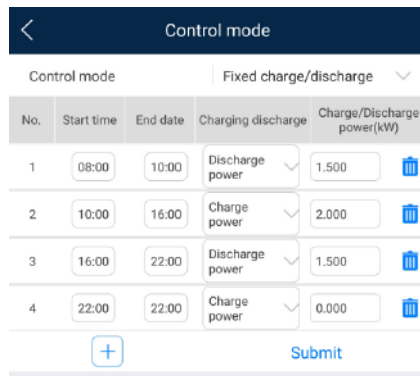 Control mode
Control mode Fixed charge/discharge
No. Start time End date Charging discharge Charge/Discharge
power(kW)
1 08:00 10:00 Discharge
power 1.500
2 10:00 16:00 Charge
power 2.000
3 16:00 22:00 Discharge
power 1.500
4 22:00 22:00 Charge
power 0.000
+ Submit